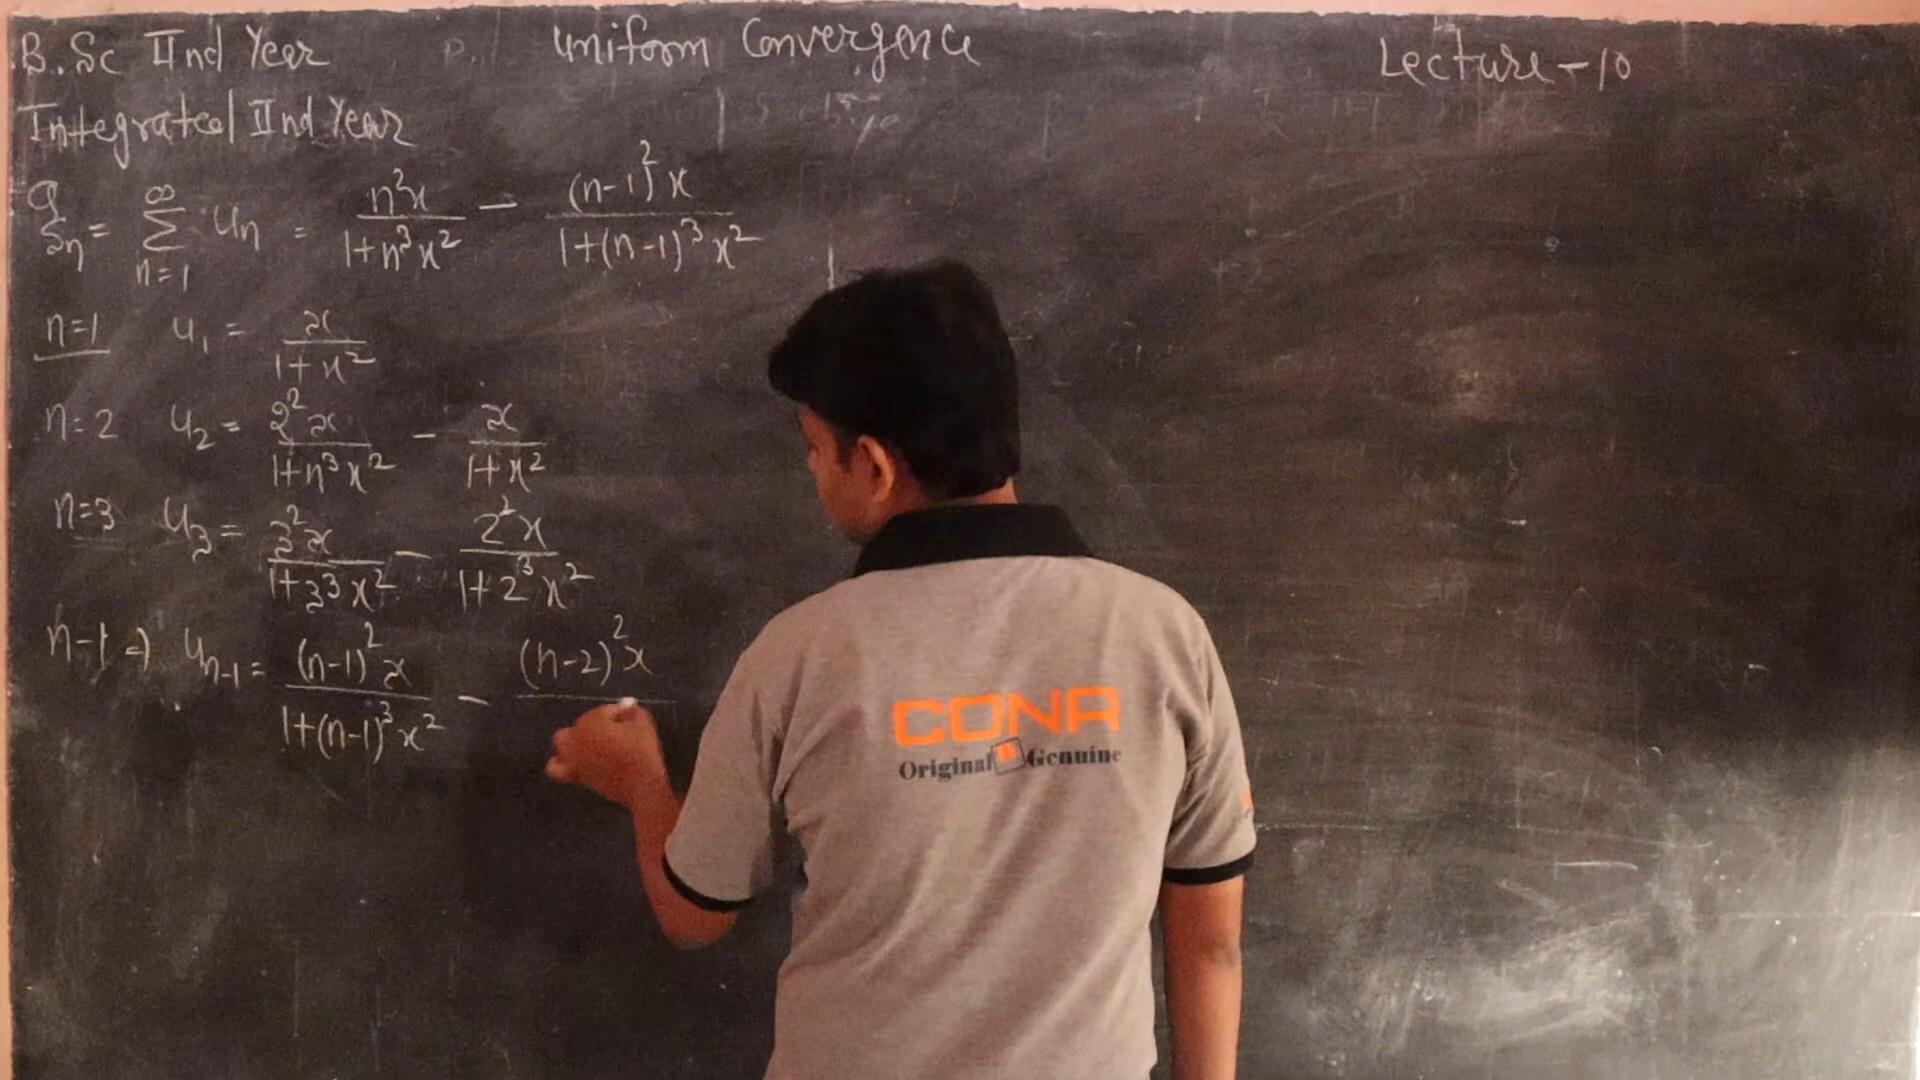 B.Sc IInd Year
Uniform Convergence
Lecture-10
Integrated IInd Year
Q
Sn = ∞ ∑ n=1 un = n²x / 1+n³x² − (n-1)²x / 1+(n-1)³x²
n=1 u₁ = x / 1+x²
n=2 u₂ = 2²x / 1+n³x² − x / 1+x²
n=3 u₃ = 3²x / 1+3³x² − 2²x / 1+2³x²
n-1 ⇒ un-1 = (n-1)²x / 1+(n-1)³x² − (n-2)²x
CONA
Original Genuine